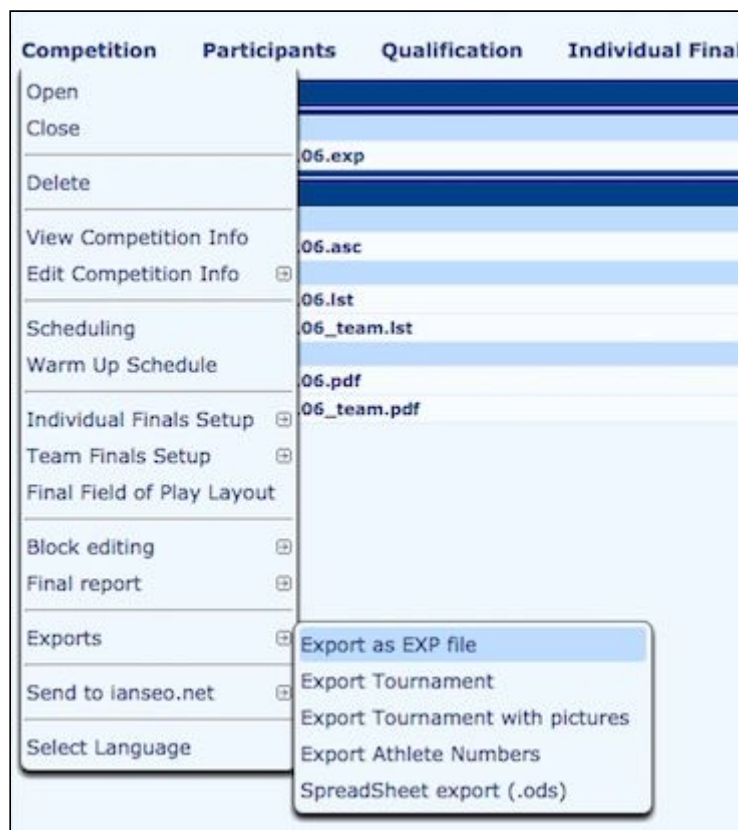 Competition Participants Qualification Individual Final
Open
Close
.06.exp
Delete
View Competition Info
.06.asc
Edit Competition Info
.06.lst
Scheduling
.06_team.lst
Warm Up Schedule
.06.pdf
Individual Finals Setup
.06_team.pdf
Team Finals Setup
Final Field of Play Layout
Block editing
Final report
Exports
Export as EXP file
Export Tournament
Send to ianseo.net
Export Tournament with pictures
Select Language
Export Athlete Numbers
SpreadSheet export (.ods)